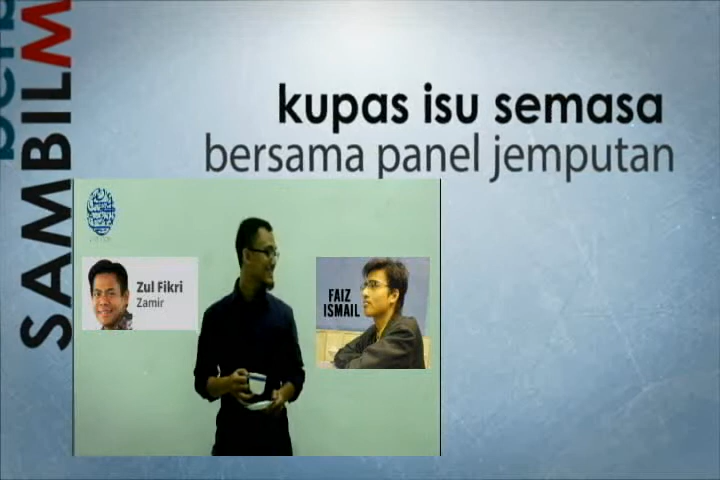 SAMBILM
kupas isu semasa
bersama panel jemputan
Zul Fikri
Zamir
FAIZ
ISMAIL